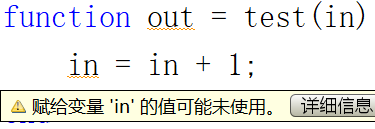 function out = test(in)
in = in + 1;
赋给变量 'in' 的值可能未使用。 详细信息